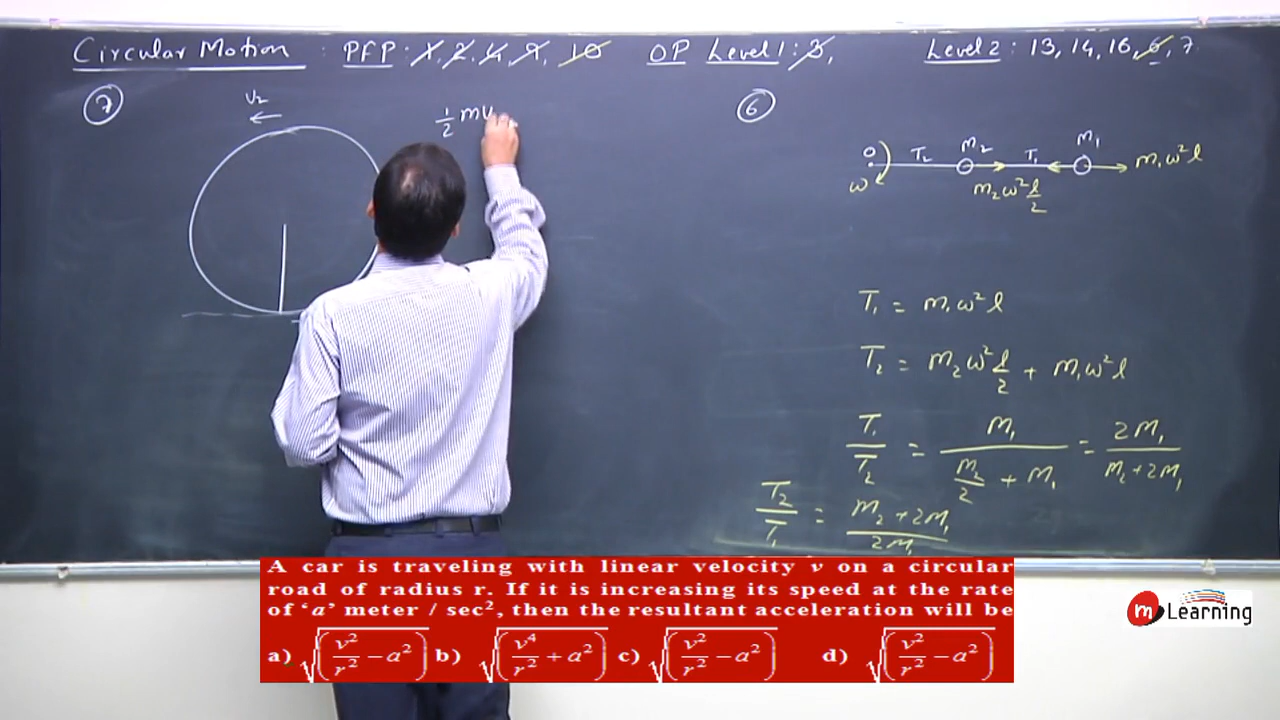 Circular Motion : PFP : 1, 2, 4, 9, 10 OP Level 1 : 3, Level 2 : 13, 14, 16, 6, 7
7
V₂
½ mV
6
O T₂ m₂ T₁ m₁ m₁ω²l
ω m₂ω² l/2
T₁ = m₁ω²l
T₂ = m₂ω² l/2 + m₁ω²l
T₁/T₂ = m₁/(m₂/2 + m₁) = 2m₁/(m₂+2m₁)
T₂/T₁ = (m₂+2m₁)/2m₁
A car is traveling with linear velocity v on a circular
road of radius r. If it is increasing its speed at the rate
of ‘a’ meter / sec², then the resultant acceleration will be
a) √(v²/r² − a²) b) √(v⁴/r² + a²) c) √(v²/r² − a²) d) √(v²/r² − a²)
m Learning